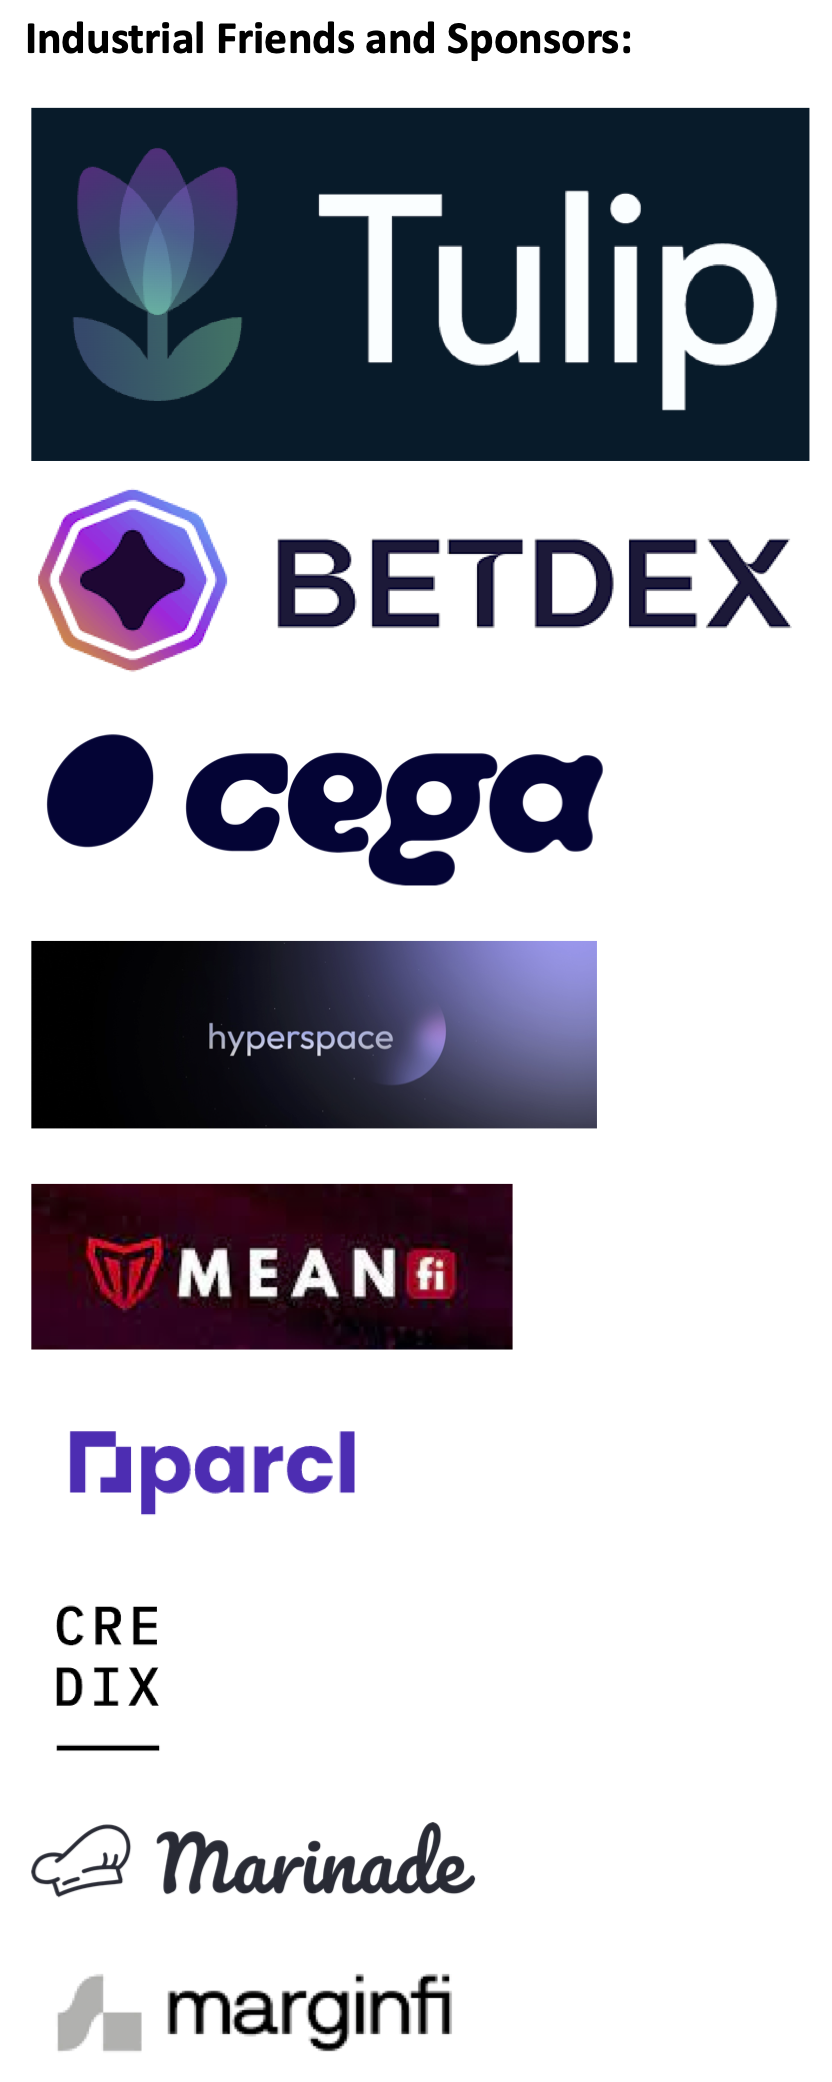 Industrial Friends and Sponsors:
Tulip
BETDEX
cega
hyperspace
MEAN fi
parcl
CRE
DIX
Marinade
marginfi